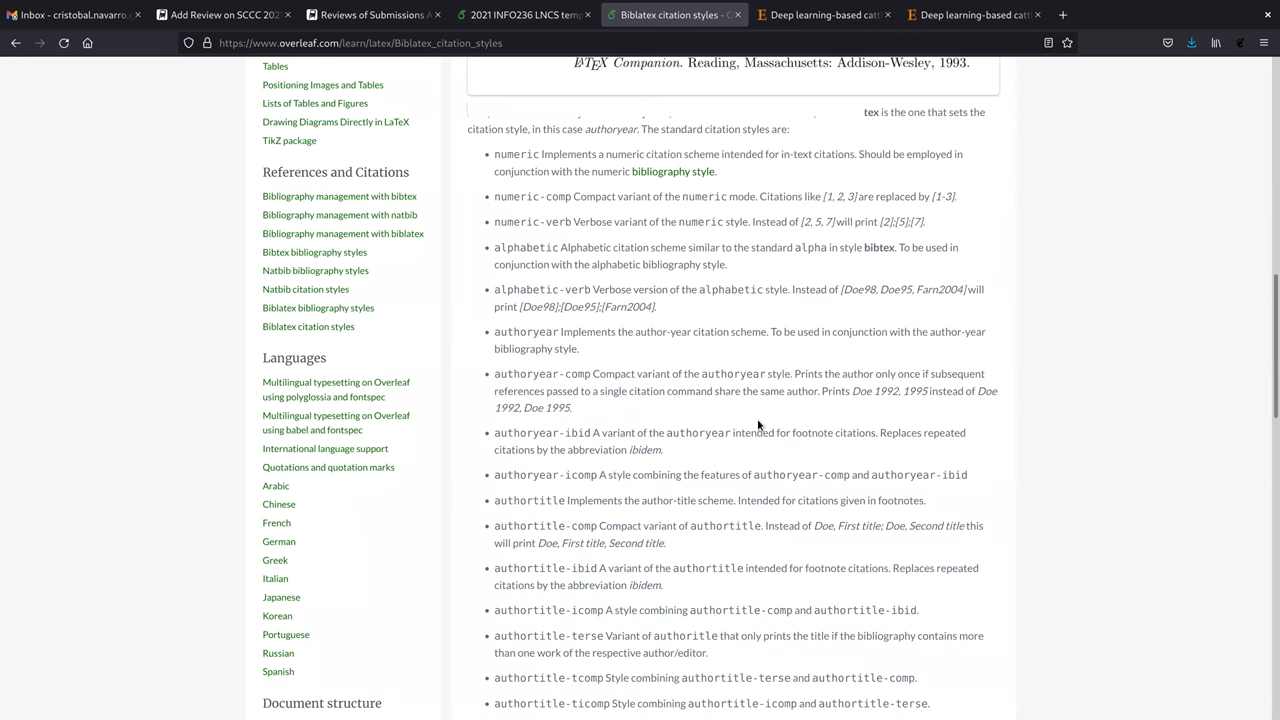 Inbox - cristobal.navarro.g
Add Review on SCCC 202
Reviews of Submissions A
2021 INFO236 LNCS temp
Biblatex citation styles - O
Deep learning-based catt
Deep learning-based cattl
https://www.overleaf.com/learn/latex/Biblatex_citation_styles
Tables
Positioning Images and Tables
Lists of Tables and Figures
Drawing Diagrams Directly in LaTeX
TikZ package
References and Citations
Bibliography management with bibtex
Bibliography management with natbib
Bibliography management with biblatex
Bibtex bibliography styles
Natbib bibliography styles
Natbib citation styles
Biblatex bibliography styles
Biblatex citation styles
Languages
Multilingual typesetting on Overleaf
using polyglossia and fontspec
Multilingual typesetting on Overleaf
using babel and fontspec
International language support
Quotations and quotation marks
Arabic
Chinese
French
German
Greek
Italian
Japanese
Korean
Portuguese
Russian
Spanish
Document structure
LATEX Companion. Reading, Massachusetts: Addison-Wesley, 1993.
tex is the one that sets the
citation style, in this case authoryear. The standard citation styles are:
• numeric Implements a numeric citation scheme intended for in-text citations. Should be employed in
conjunction with the numeric bibliography style.
• numeric-comp Compact variant of the numeric mode. Citations like [1, 2, 3] are replaced by [1-3].
• numeric-verb Verbose variant of the numeric style. Instead of [2, 5, 7] will print [2];[5];[7].
• alphabetic Alphabetic citation scheme similar to the standard alpha in style bibtex. To be used in
conjunction with the alphabetic bibliography style.
• alphabetic-verb Verbose version of the alphabetic style. Instead of [Doe98, Doe95, Farn2004] will
print [Doe98];[Doe95];[Farn2004].
• authoryear Implements the author-year citation scheme. To be used in conjunction with the author-year
bibliography style.
• authoryear-comp Compact variant of the authoryear style. Prints the author only once if subsequent
references passed to a single citation command share the same author. Prints Doe 1992, 1995 instead of Doe
1992, Doe 1995.
• authoryear-ibid A variant of the authoryear intended for footnote citations. Replaces repeated
citations by the abbreviation ibidem.
• authoryear-icomp A style combining the features of authoryear-comp and authoryear-ibid
• authortitle Implements the author-title scheme. Intended for citations given in footnotes.
• authortitle-comp Compact variant of authortitle. Instead of Doe, First title; Doe, Second title this
will print Doe, First title, Second title.
• authortitle-ibid A variant of the authortitle intended for footnote citations. Replaces repeated
citations by the abbreviation ibidem.
• authortitle-icomp A style combining authortitle-comp and authortitle-ibid.
• authortitle-terse Variant of authoritle that only prints the title if the bibliography contains more
than one work of the respective author/editor.
• authortitle-tcomp Style combining authortitle-terse and authortitle-comp.
• authortitle-ticomp Style combining authortitle-icomp and authortitle-terse.